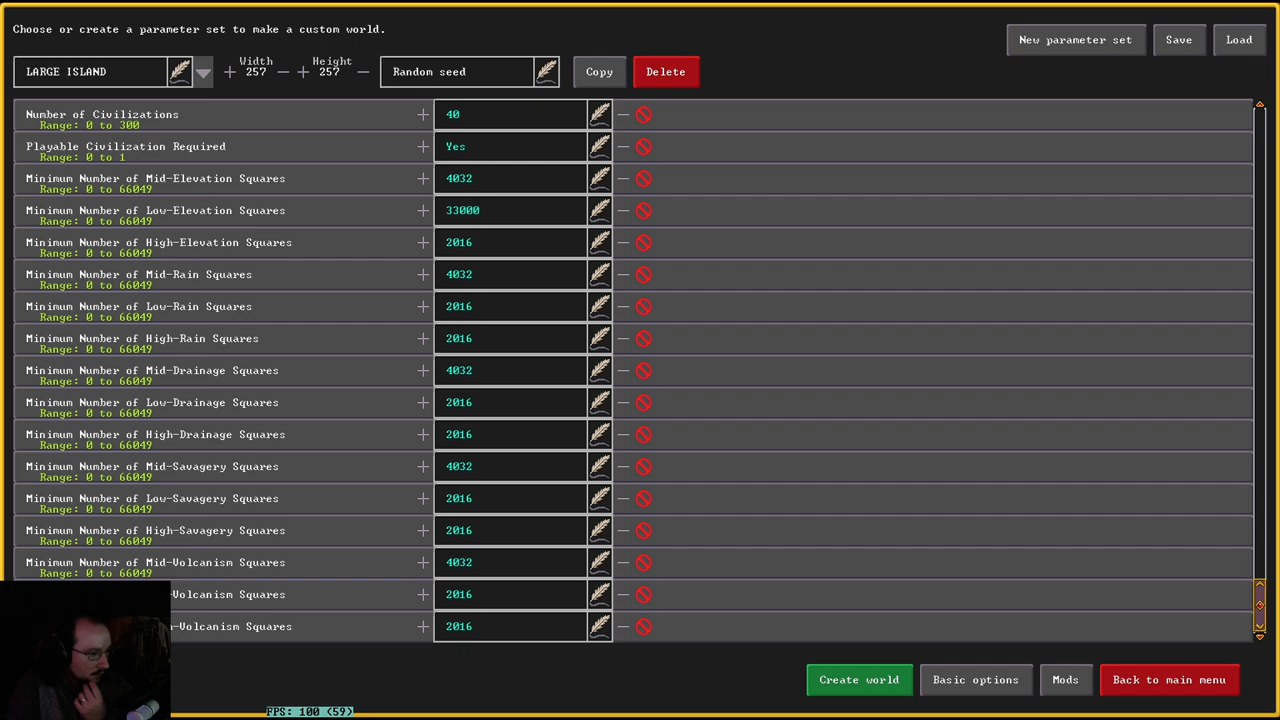 Choose or create a parameter set to make a custom world.
New parameter set
Save
Load
LARGE ISLAND
Width
257
Height
257
Random seed
Copy
Delete
Number of Civilizations
40
Range: 0 to 300
Playable Civilization Required
Yes
Range: 0 to 1
Minimum Number of Mid-Elevation Squares
4032
Range: 0 to 66049
Minimum Number of Low-Elevation Squares
33000
Range: 0 to 66049
Minimum Number of High-Elevation Squares
2016
Range: 0 to 66049
Minimum Number of Mid-Rain Squares
4032
Range: 0 to 66049
Minimum Number of Low-Rain Squares
2016
Range: 0 to 66049
Minimum Number of High-Rain Squares
2016
Range: 0 to 66049
Minimum Number of Mid-Drainage Squares
4032
Range: 0 to 66049
Minimum Number of Low-Drainage Squares
2016
Range: 0 to 66049
Minimum Number of High-Drainage Squares
2016
Range: 0 to 66049
Minimum Number of Mid-Savagery Squares
4032
Range: 0 to 66049
Minimum Number of Low-Savagery Squares
2016
Range: 0 to 66049
Minimum Number of High-Savagery Squares
2016
Range: 0 to 66049
Minimum Number of Mid-Volcanism Squares
4032
Range: 0 to 66049
-Volcanism Squares
2016
-Volcanism Squares
2016
Create world
Basic options
Mods
Back to main menu
FPS: 100 (59)